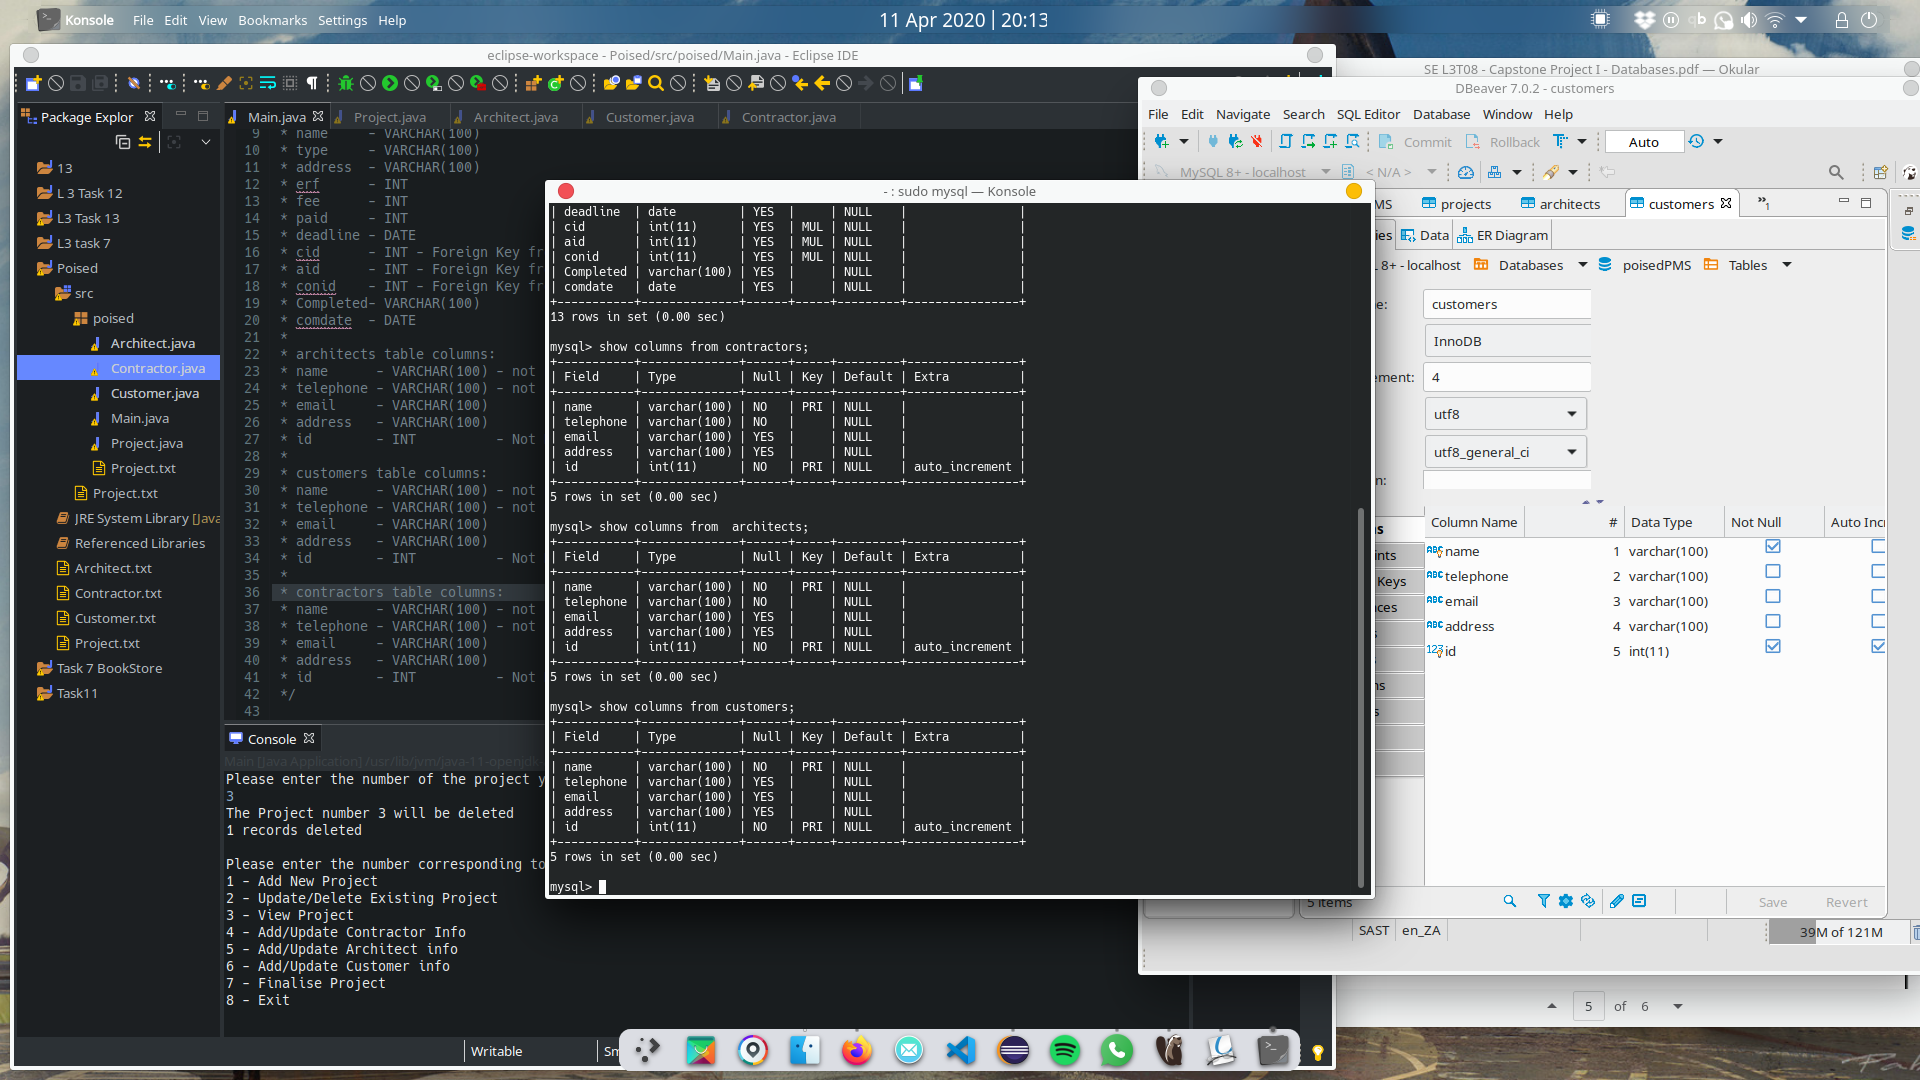 Konsole File Edit View Bookmarks Settings Help
11 Apr 2020 | 20:13
eclipse-workspace - Poised/src/poised/Main.java - Eclipse IDE
Package Explor
13
L 3 Task 12
L3 Task 13
L3 task 7
Poised
src
poised
Architect.java
Contractor.java
Customer.java
Main.java
Project.java
Project.txt
Project.txt
JRE System Library [Java
Referenced Libraries
Architect.txt
Contractor.txt
Customer.txt
Project.txt
Task 7 BookStore
Task11
Main.java Project.java Architect.java Customer.java Contractor.java
9 * name - VARCHAR(100)
10 * type - VARCHAR(100)
11 * address - VARCHAR(100)
12 * erf - INT
13 * fee - INT
14 * paid - INT
15 * deadline - DATE
16 * cid - INT - Foreign Key fr
17 * aid - INT - Foreign Key fr
18 * conid - INT - Foreign Key fr
19 * Completed- VARCHAR(100)
20 * comdate - DATE
21 *
22 * architects table columns:
23 * name - VARCHAR(100) - not
24 * telephone - VARCHAR(100) - not
25 * email - VARCHAR(100)
26 * address - VARCHAR(100)
27 * id - INT - Not
28 *
29 * customers table columns:
30 * name - VARCHAR(100) - not
31 * telephone - VARCHAR(100) - not
32 * email - VARCHAR(100)
33 * address - VARCHAR(100)
34 * id - INT - Not
35 *
36 * contractors table columns:
37 * name - VARCHAR(100) - not
38 * telephone - VARCHAR(100) - not
39 * email - VARCHAR(100)
40 * address - VARCHAR(100)
41 * id - INT - Not
42 */
43
Console
Main [Java Application] /usr/lib/jvm/java-11-openjdk
Please enter the number of the project y
3
The Project number 3 will be deleted
1 records deleted
Please enter the number corresponding to
1 - Add New Project
2 - Update/Delete Existing Project
3 - View Project
4 - Add/Update Contractor Info
5 - Add/Update Architect info
6 - Add/Update Customer info
7 - Finalise Project
8 - Exit
Writable Sm
- : sudo mysql — Konsole
| deadline | date | YES | | NULL | |
| cid | int(11) | YES | MUL | NULL | |
| aid | int(11) | YES | MUL | NULL | |
| conid | int(11) | YES | MUL | NULL | |
| Completed | varchar(100) | YES | | NULL | |
| comdate | date | YES | | NULL | |
+-----------+--------------+------+-----+---------+----------------+
13 rows in set (0.00 sec)
mysql> show columns from contractors;
+-----------+--------------+------+-----+---------+----------------+
| Field | Type | Null | Key | Default | Extra |
+-----------+--------------+------+-----+---------+----------------+
| name | varchar(100) | NO | PRI | NULL | |
| telephone | varchar(100) | NO | | NULL | |
| email | varchar(100) | YES | | NULL | |
| address | varchar(100) | YES | | NULL | |
| id | int(11) | NO | PRI | NULL | auto_increment |
+-----------+--------------+------+-----+---------+----------------+
5 rows in set (0.00 sec)
mysql> show columns from  architects;
+-----------+--------------+------+-----+---------+----------------+
| Field | Type | Null | Key | Default | Extra |
+-----------+--------------+------+-----+---------+----------------+
| name | varchar(100) | NO | PRI | NULL | |
| telephone | varchar(100) | NO | | NULL | |
| email | varchar(100) | YES | | NULL | |
| address | varchar(100) | YES | | NULL | |
| id | int(11) | NO | PRI | NULL | auto_increment |
+-----------+--------------+------+-----+---------+----------------+
5 rows in set (0.00 sec)
mysql> show columns from customers;
+-----------+--------------+------+-----+---------+----------------+
| Field | Type | Null | Key | Default | Extra |
+-----------+--------------+------+-----+---------+----------------+
| name | varchar(100) | NO | PRI | NULL | |
| telephone | varchar(100) | YES | | NULL | |
| email | varchar(100) | YES | | NULL | |
| address | varchar(100) | YES | | NULL | |
| id | int(11) | NO | PRI | NULL | auto_increment |
+-----------+--------------+------+-----+---------+----------------+
5 rows in set (0.00 sec)
mysql>
SE L3T08 - Capstone Project I - Databases.pdf — Okular
DBeaver 7.0.2 - customers
File Edit Navigate Search SQL Editor Database Window Help
Commit Rollback Auto
MySQL 8+ - localhost < N/A >
MS projects architects customers »1
ies Data ER Diagram
L 8+ - localhost Databases poisedPMS Tables
e: customers
InnoDB
ement: 4
utf8
utf8_general_ci
n:
s
ints
Keys
nces
s
ns
s
Column Name # Data Type Not Null Auto Incr
name 1 varchar(100)
telephone 2 varchar(100)
email 3 varchar(100)
address 4 varchar(100)
id 5 int(11)
5 items Save Revert
SAST en_ZA 39M of 121M
5 of 6